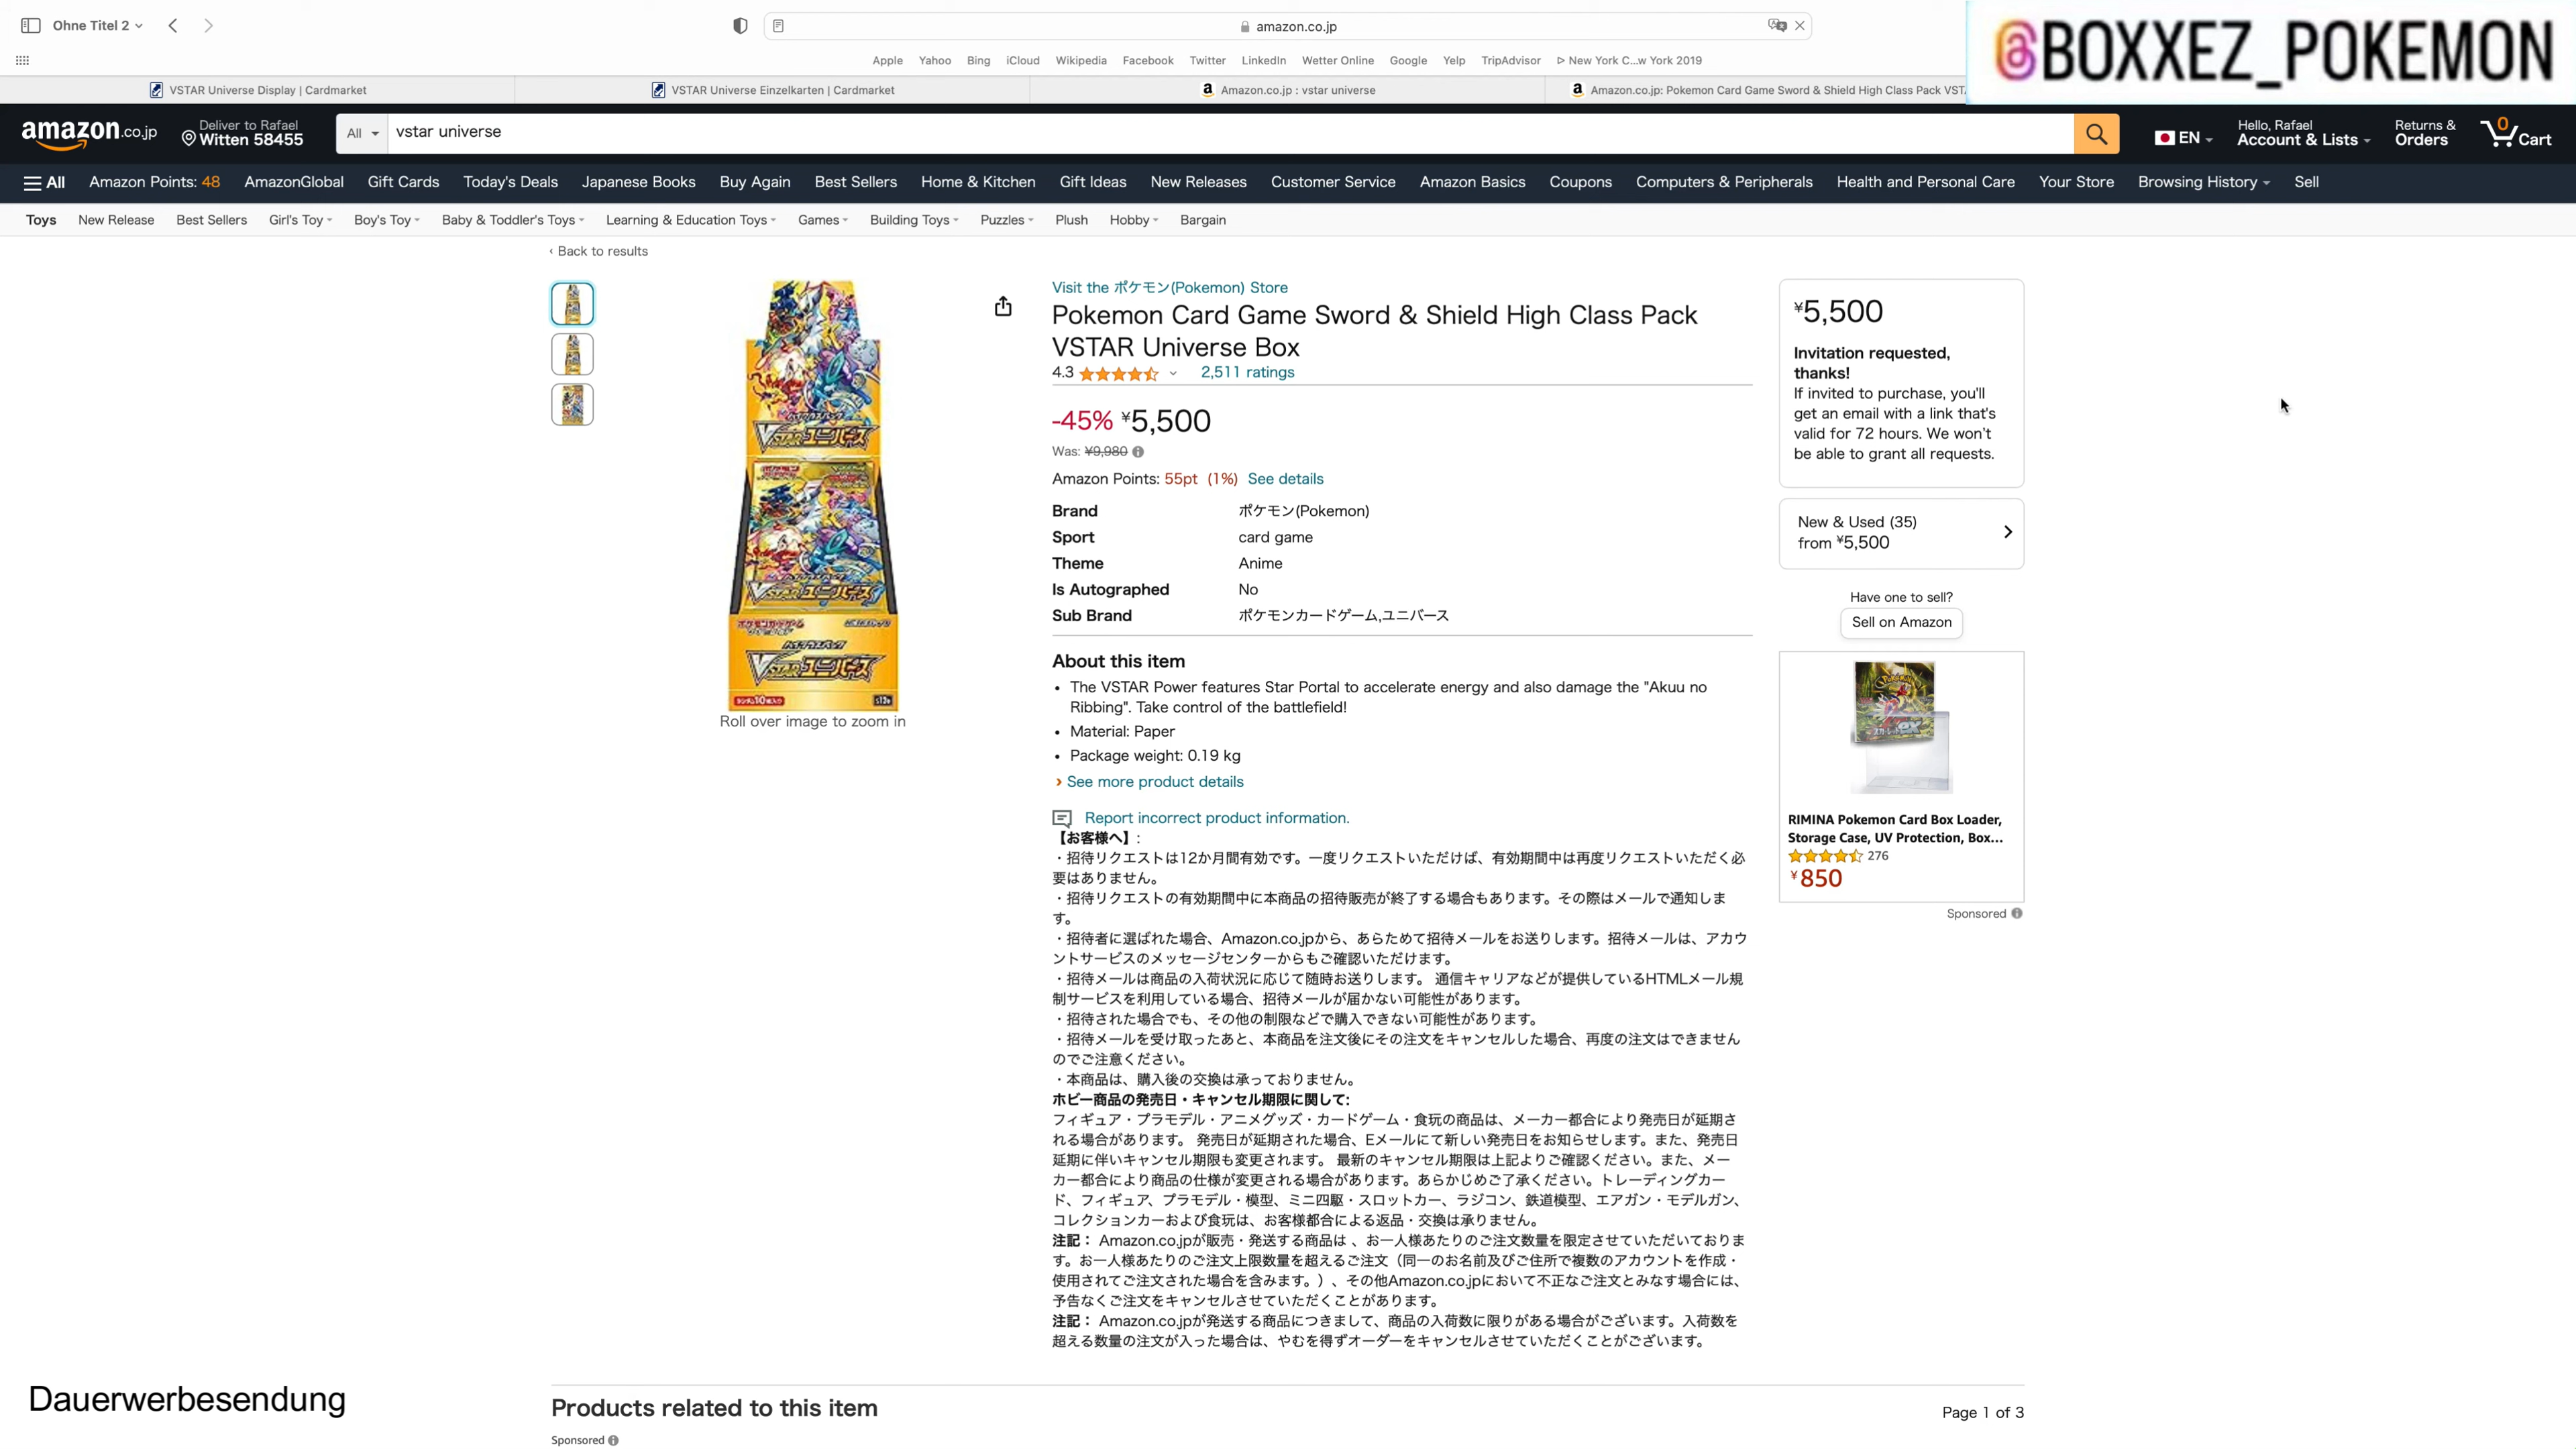 Ohne Titel 2
amazon.co.jp
@BOXXEZ_POKEMON
Apple Yahoo Bing iCloud Wikipedia Facebook Twitter LinkedIn Wetter Online Google Yelp TripAdvisor New York C...w York 2019
VSTAR Universe Display | Cardmarket
VSTAR Universe Einzelkarten | Cardmarket
Amazon.co.jp : vstar universe
Amazon.co.jp: Pokemon Card Game Sword & Shield High Class Pack VST
amazon.co.jp
Deliver to Rafael
Witten 58455
All
vstar universe
EN
Hello, Rafael
Account & Lists
Returns &
Orders
0
Cart
All Amazon Points: 48 AmazonGlobal Gift Cards Today's Deals Japanese Books Buy Again Best Sellers Home & Kitchen Gift Ideas New Releases Customer Service Amazon Basics Coupons Computers & Peripherals Health and Personal Care Your Store Browsing History Sell
Toys New Release Best Sellers Girl's Toy Boy's Toy Baby & Toddler's Toys Learning & Education Toys Games Building Toys Puzzles Plush Hobby Bargain
‹ Back to results
VSTARユニバース
VSTARユニバース
ハイクラスパック
VSTARユニバース
Roll over image to zoom in
Visit the ポケモン(Pokemon) Store
Pokemon Card Game Sword & Shield High Class Pack
VSTAR Universe Box
4.3 2,511 ratings
-45% ¥5,500
Was: ¥9,980
Amazon Points: 55pt (1%) See details
Brand ポケモン(Pokemon)
Sport card game
Theme Anime
Is Autographed No
Sub Brand ポケモンカードゲーム,ユニバース
About this item
• The VSTAR Power features Star Portal to accelerate energy and also damage the "Akuu no
Ribbing". Take control of the battlefield!
• Material: Paper
• Package weight: 0.19 kg
› See more product details
Report incorrect product information.
【お客様へ】:
・招待リクエストは12か月間有効です。一度リクエストいただけば、有効期間中は再度リクエストいただく必
要はありません。
・招待リクエストの有効期間中に本商品の招待販売が終了する場合もあります。その際はメールで通知しま
す。
・招待者に選ばれた場合、Amazon.co.jpから、あらためて招待メールをお送りします。招待メールは、アカウ
ントサービスのメッセージセンターからもご確認いただけます。
・招待メールは商品の入荷状況に応じて随時お送りします。 通信キャリアなどが提供しているHTMLメール規
制サービスを利用している場合、招待メールが届かない可能性があります。
・招待された場合でも、その他の制限などで購入できない可能性があります。
・招待メールを受け取ったあと、本商品を注文後にその注文をキャンセルした場合、再度の注文はできません
のでご注意ください。
・本商品は、購入後の交換は承っておりません。
ホビー商品の発売日・キャンセル期限に関して:
フィギュア・プラモデル・アニメグッズ・カードゲーム・食玩の商品は、メーカー都合により発売日が延期さ
れる場合があります。 発売日が延期された場合、Eメールにて新しい発売日をお知らせします。また、発売日
延期に伴いキャンセル期限も変更されます。 最新のキャンセル期限は上記よりご確認ください。また、メー
カー都合により商品の仕様が変更される場合があります。あらかじめご了承ください。トレーディングカー
ド、フィギュア、プラモデル・模型、ミニ四駆・スロットカー、ラジコン、鉄道模型、エアガン・モデルガン、
コレクションカーおよび食玩は、お客様都合による返品・交換は承りません。
注記： Amazon.co.jpが販売・発送する商品は 、お一人様あたりのご注文数量を限定させていただいておりま
す。お一人様あたりのご注文上限数量を超えるご注文（同一のお名前及びご住所で複数のアカウントを作成・
使用されてご注文された場合を含みます。）、その他Amazon.co.jpにおいて不正なご注文とみなす場合には、
予告なくご注文をキャンセルさせていただくことがあります。
注記： Amazon.co.jpが発送する商品につきまして、商品の入荷数に限りがある場合がございます。入荷数を
超える数量の注文が入った場合は、やむを得ずオーダーをキャンセルさせていただくことがございます。
¥5,500
Invitation requested,
thanks!
If invited to purchase, you'll
get an email with a link that's
valid for 72 hours. We won't
be able to grant all requests.
New & Used (35)
from ¥5,500
Have one to sell?
Sell on Amazon
RIMINA Pokemon Card Box Loader,
Storage Case, UV Protection, Box...
276
¥850
Sponsored
Dauerwerbesendung
Products related to this item
Page 1 of 3
Sponsored